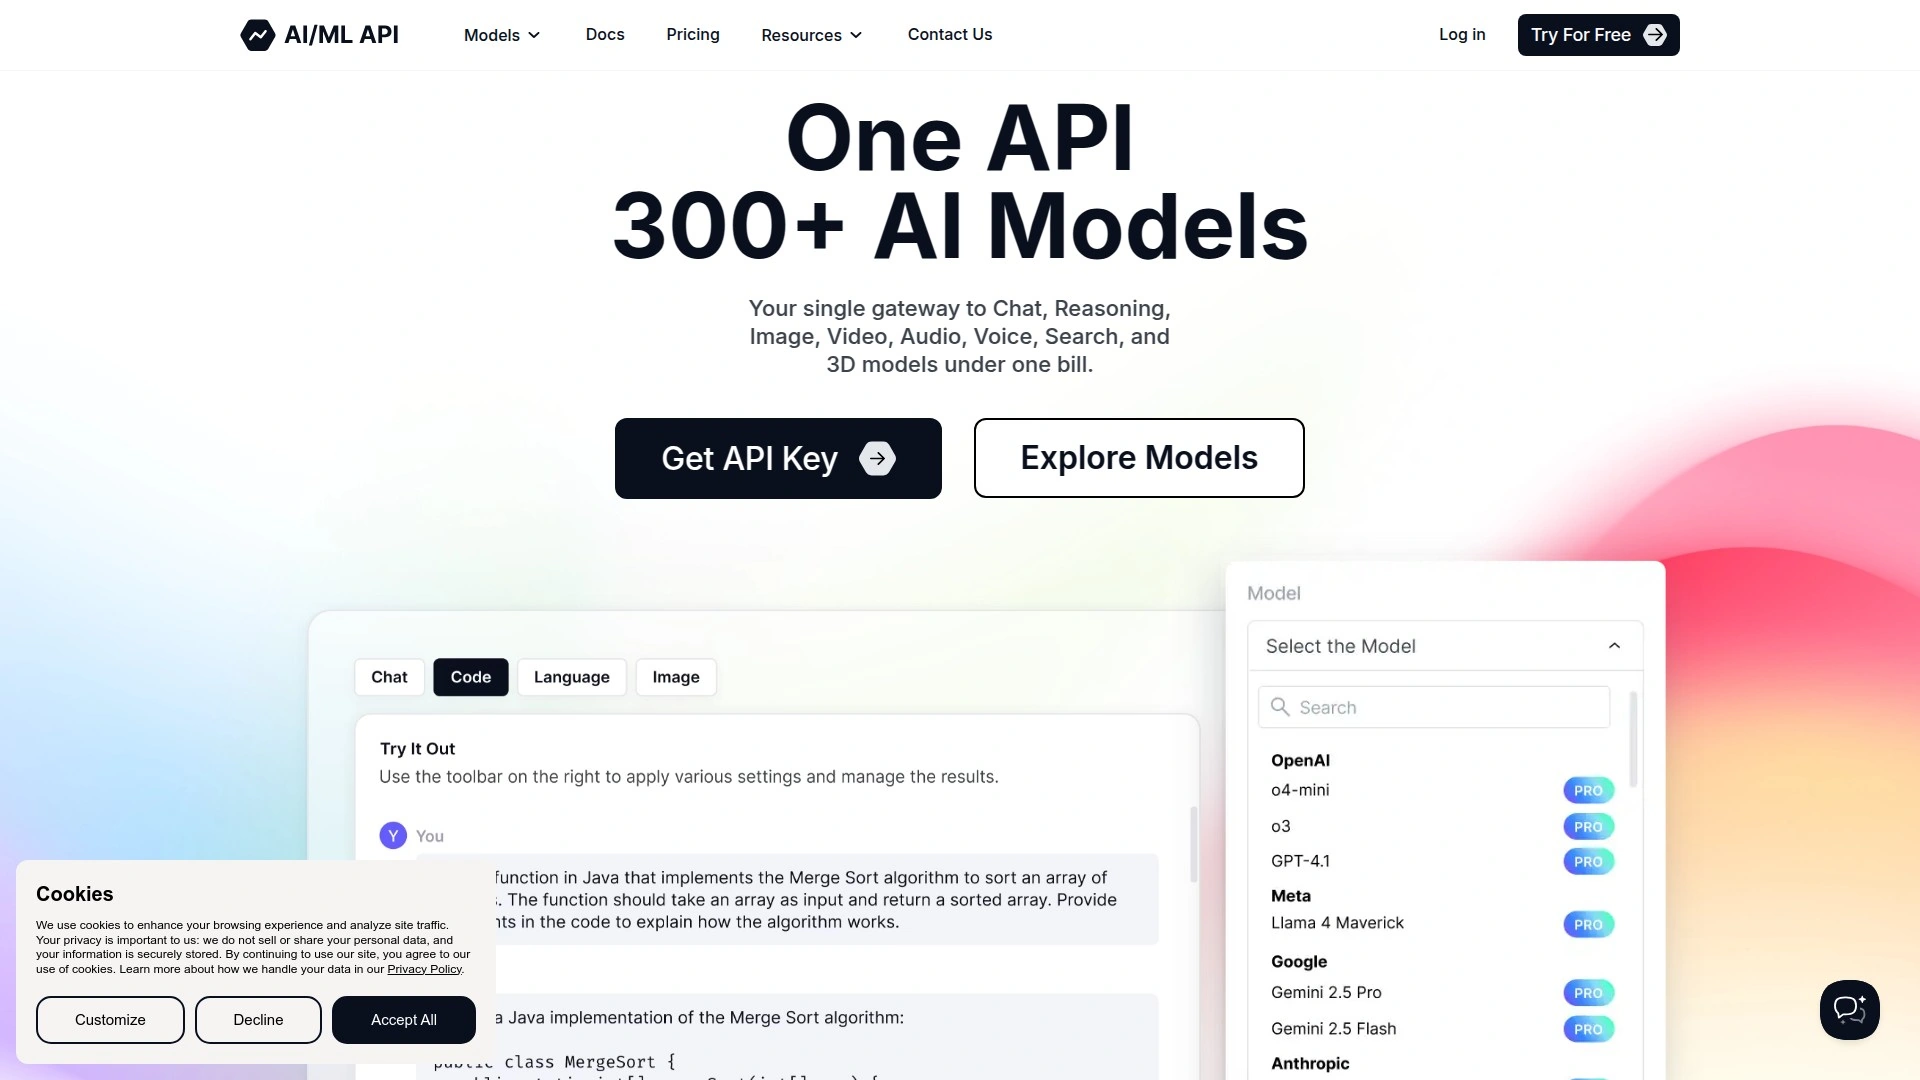 AI/ML API
Models
Docs
Pricing
Resources
Contact Us
Log in
Try For Free
One API
300+ AI Models
Your single gateway to Chat, Reasoning,
Image, Video, Audio, Voice, Search, and
3D models under one bill.
Get API Key
Explore Models
Chat
Code
Language
Image
Try It Out
Use the toolbar on the right to apply various settings and manage the results.
Y
You
function in Java that implements the Merge Sort algorithm to sort an array of
. The function should take an array as input and return a sorted array. Provide
in the code to explain how the algorithm works.
a Java implementation of the Merge Sort algorithm:
public class MergeSort {
Model
Select the Model
Search
OpenAI
o4-mini PRO
o3 PRO
GPT-4.1 PRO
Meta
Llama 4 Maverick PRO
Google
Gemini 2.5 Pro PRO
Gemini 2.5 Flash PRO
Anthropic
Cookies
We use cookies to enhance your browsing experience and analyze site traffic.
Your privacy is important to us: we do not sell or share your personal data, and
your information is securely stored. By continuing to use our site, you agree to our
use of cookies. Learn more about how we handle your data in our Privacy Policy.
Customize
Decline
Accept All